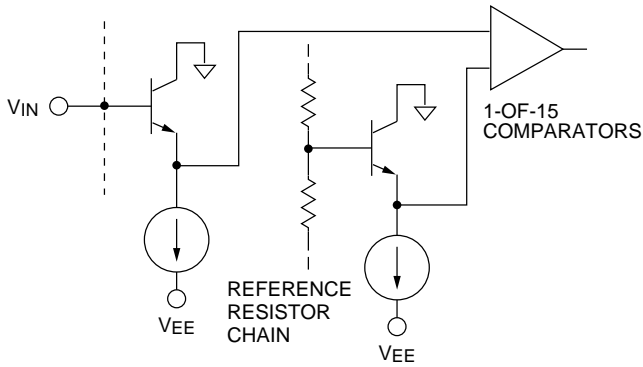 VIN
1-OF-15
COMPARATORS
REFERENCE
RESISTOR
CHAIN
VEE
VEE